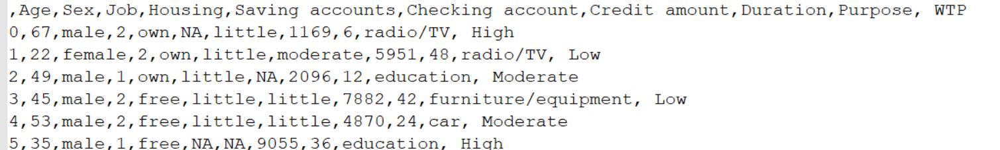 ,Age,Sex,Job,Housing,Saving accounts,Checking account,Credit amount,Duration,Purpose, WTP
0,67,male,2,own,NA,little,1169,6,radio/TV, High
1,22,female,2,own,little,moderate,5951,48,radio/TV, Low
2,49,male,1,own,little,NA,2096,12,education, Moderate
3,45,male,2,free,little,little,7882,42,furniture/equipment, Low
4,53,male,2,free,little,little,4870,24,car, Moderate
5,35,male,1,free,NA,NA,9055,36,education, High